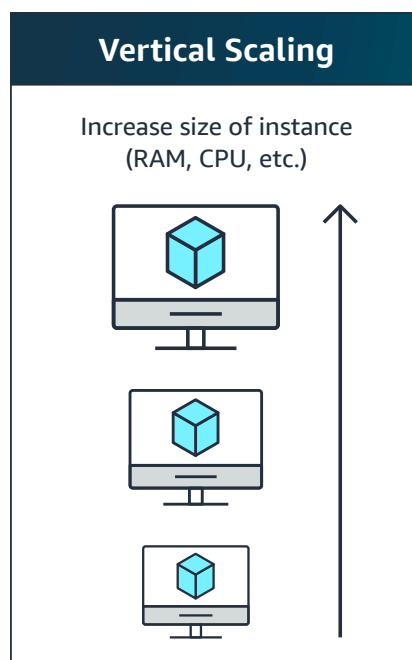 Vertical Scaling
Increase size of instance
(RAM, CPU, etc.)